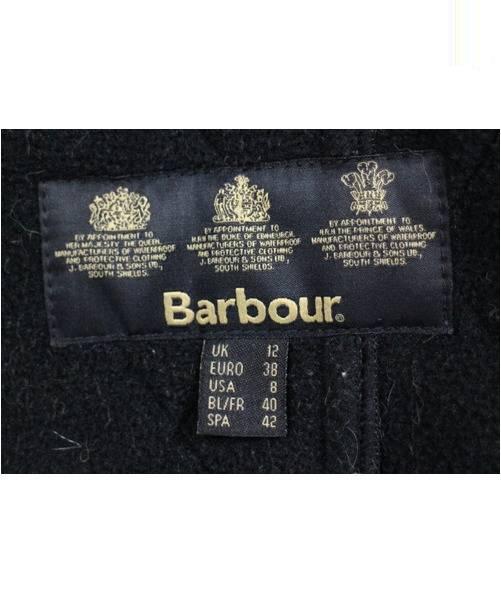 BY APPOINTMENT TO
HER MAJESTY THE QUEEN
MANUFACTURERS OF WATERPROOF
AND PROTECTIVE CLOTHING
J. BARBOUR & SONS LTD.,
SOUTH SHIELDS.
BY APPOINTMENT TO
H.R.H THE DUKE OF EDINBURGH,
MANUFACTURERS OF WATERPROOF
AND PROTECTIVE CLOTHING
J. BARBOUR & SONS LTD.,
SOUTH SHIELDS.
BY APPOINTMENT TO
H.R.H THE PRINCE OF WALES,
MANUFACTURERS OF WATERPROOF
AND PROTECTIVE CLOTHING
J. BARBOUR & SONS LTD.,
SOUTH SHIELDS.
Barbour
UK 12
EURO 38
USA 8
BL/FR 40
SPA 42